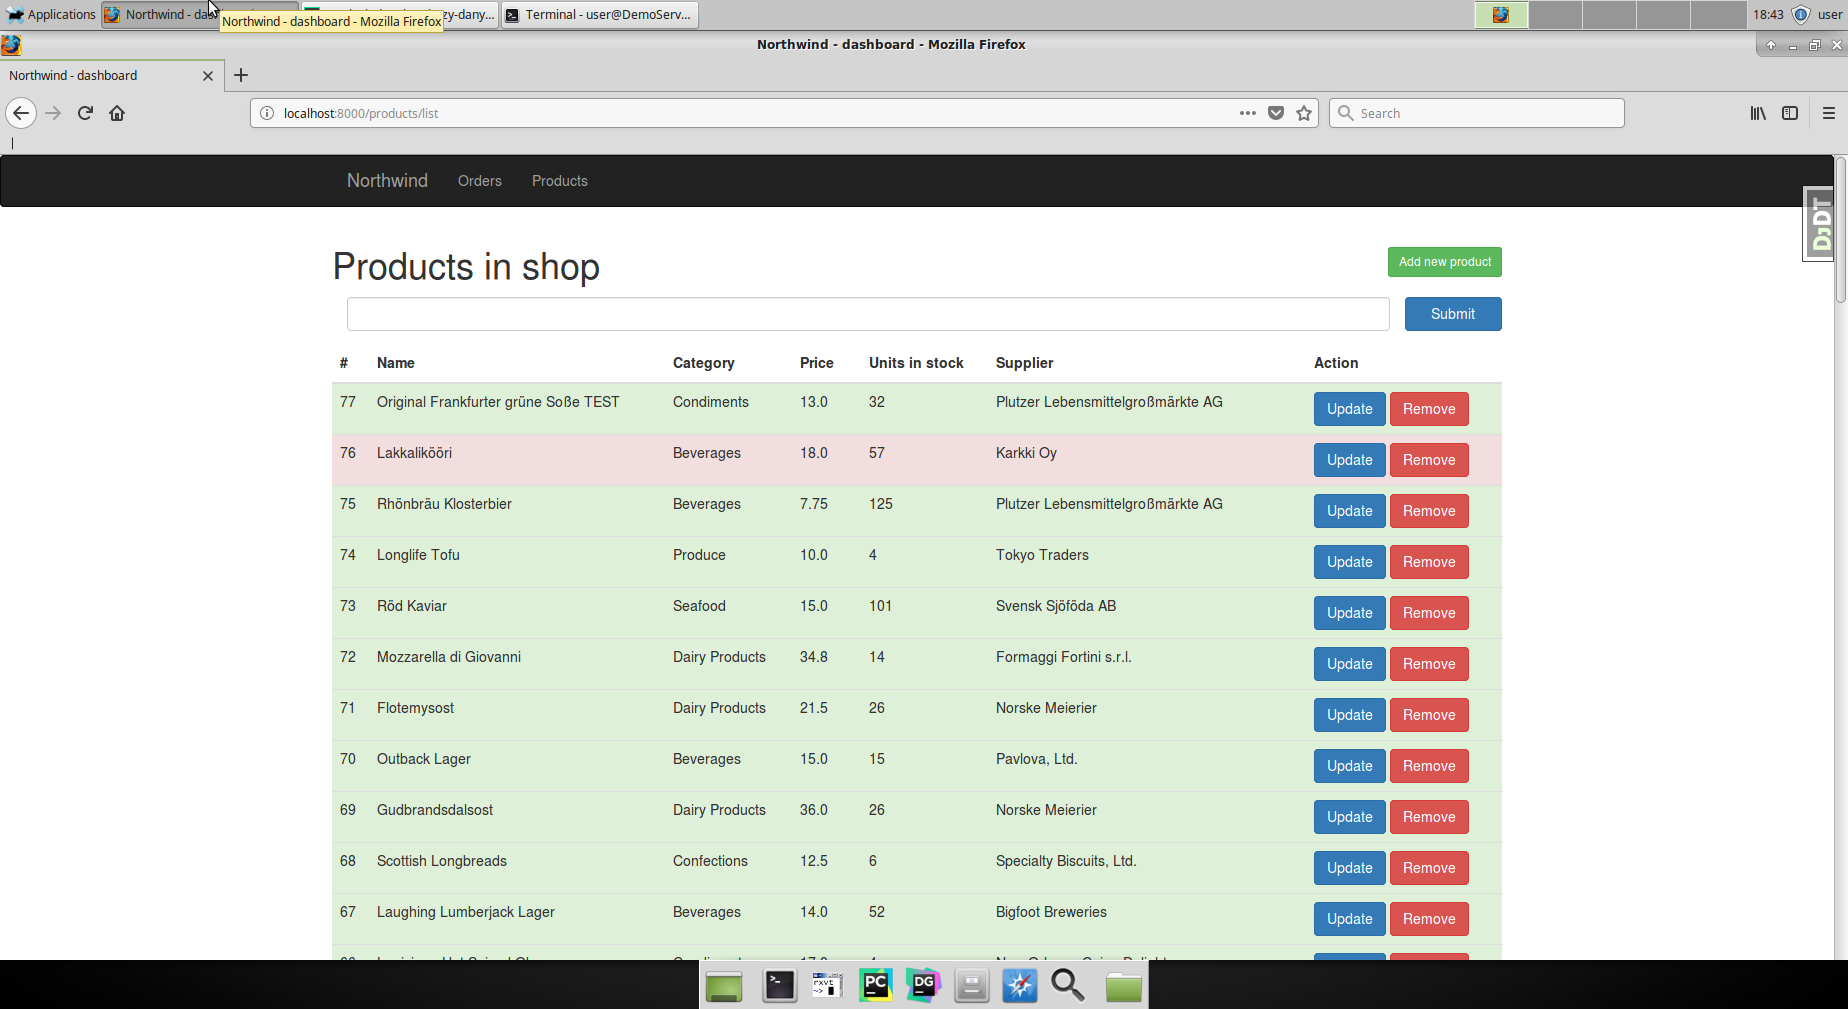 Applications Northwind - das zy-dany... Terminal - user@DemoServ... 18:43 user
Northwind - dashboard - Mozilla Firefox
Northwind - dashboard - Mozilla Firefox
Northwind - dashboard
localhost:8000/products/list Search
Northwind Orders Products
DJDT
Products in shop Add new product
Submit
# Name Category Price Units in stock Supplier Action
77 Original Frankfurter grüne Soße TEST Condiments 13.0 32 Plutzer Lebensmittelgroßmärkte AG Update Remove
76 Lakkalikööri Beverages 18.0 57 Karkki Oy Update Remove
75 Rhönbräu Klosterbier Beverages 7.75 125 Plutzer Lebensmittelgroßmärkte AG Update Remove
74 Longlife Tofu Produce 10.0 4 Tokyo Traders Update Remove
73 Röd Kaviar Seafood 15.0 101 Svensk Sjöföda AB Update Remove
72 Mozzarella di Giovanni Dairy Products 34.8 14 Formaggi Fortini s.r.l. Update Remove
71 Flotemysost Dairy Products 21.5 26 Norske Meierier Update Remove
70 Outback Lager Beverages 15.0 15 Pavlova, Ltd. Update Remove
69 Gudbrandsdalsost Dairy Products 36.0 26 Norske Meierier Update Remove
68 Scottish Longbreads Confections 12.5 6 Specialty Biscuits, Ltd. Update Remove
67 Laughing Lumberjack Lager Beverages 14.0 52 Bigfoot Breweries Update Remove
>_ rxvt ~> PC DG